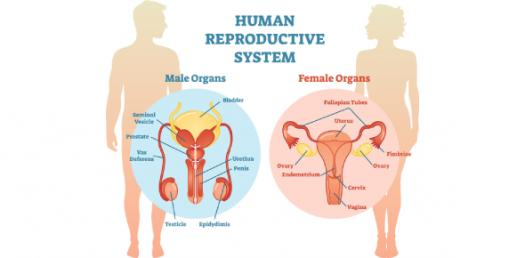 HUMAN
REPRODUCTIVE
SYSTEM
Male Organs
Bladder
Seminal
Vesicle
Prostate
Vas
Deferens
Urethra
Penis
Testicle
Epidydimis
Female Organs
Fallopian Tubes
Uterus
Fimbriae
Ovary
Ovary
Endometrium
Cervix
Vagina